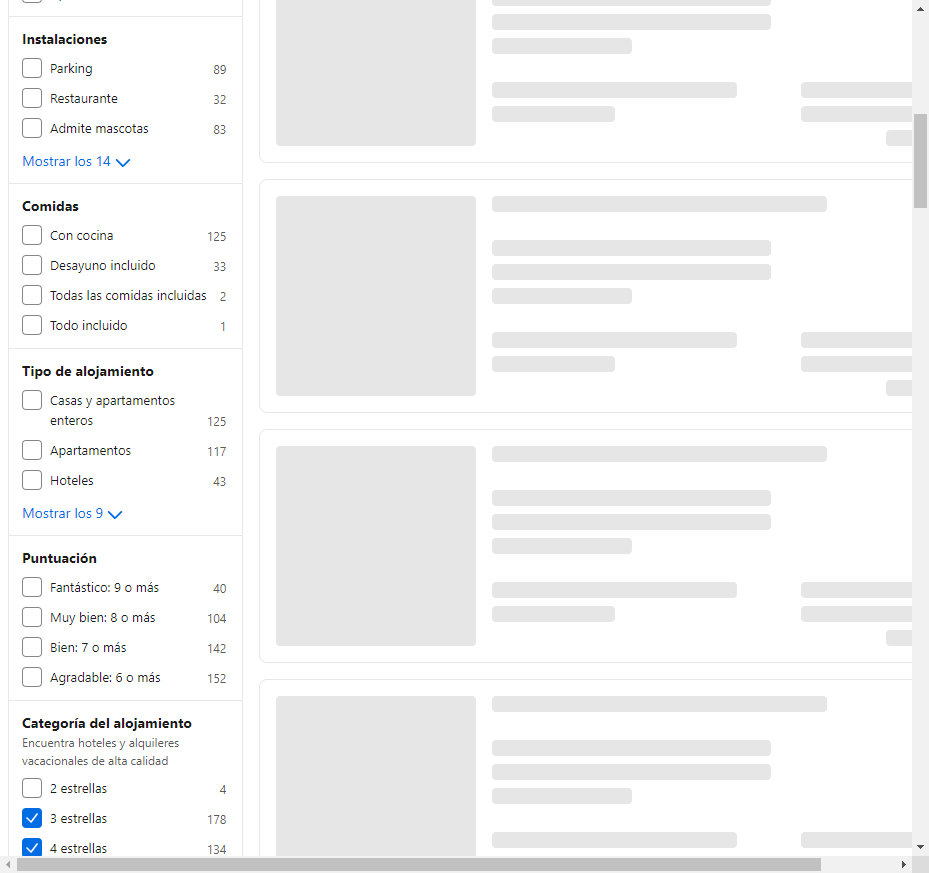 Instalaciones
Parking 89
Restaurante 32
Admite mascotas 83
Mostrar los 14
Comidas
Con cocina 125
Desayuno incluido 33
Todas las comidas incluidas 2
Todo incluido 1
Tipo de alojamiento
Casas y apartamentos
enteros 125
Apartamentos 117
Hoteles 43
Mostrar los 9
Puntuación
Fantástico: 9 o más 40
Muy bien: 8 o más 104
Bien: 7 o más 142
Agradable: 6 o más 152
Categoría del alojamiento
Encuentra hoteles y alquileres
vacacionales de alta calidad
2 estrellas 4
3 estrellas 178
4 estrellas 134